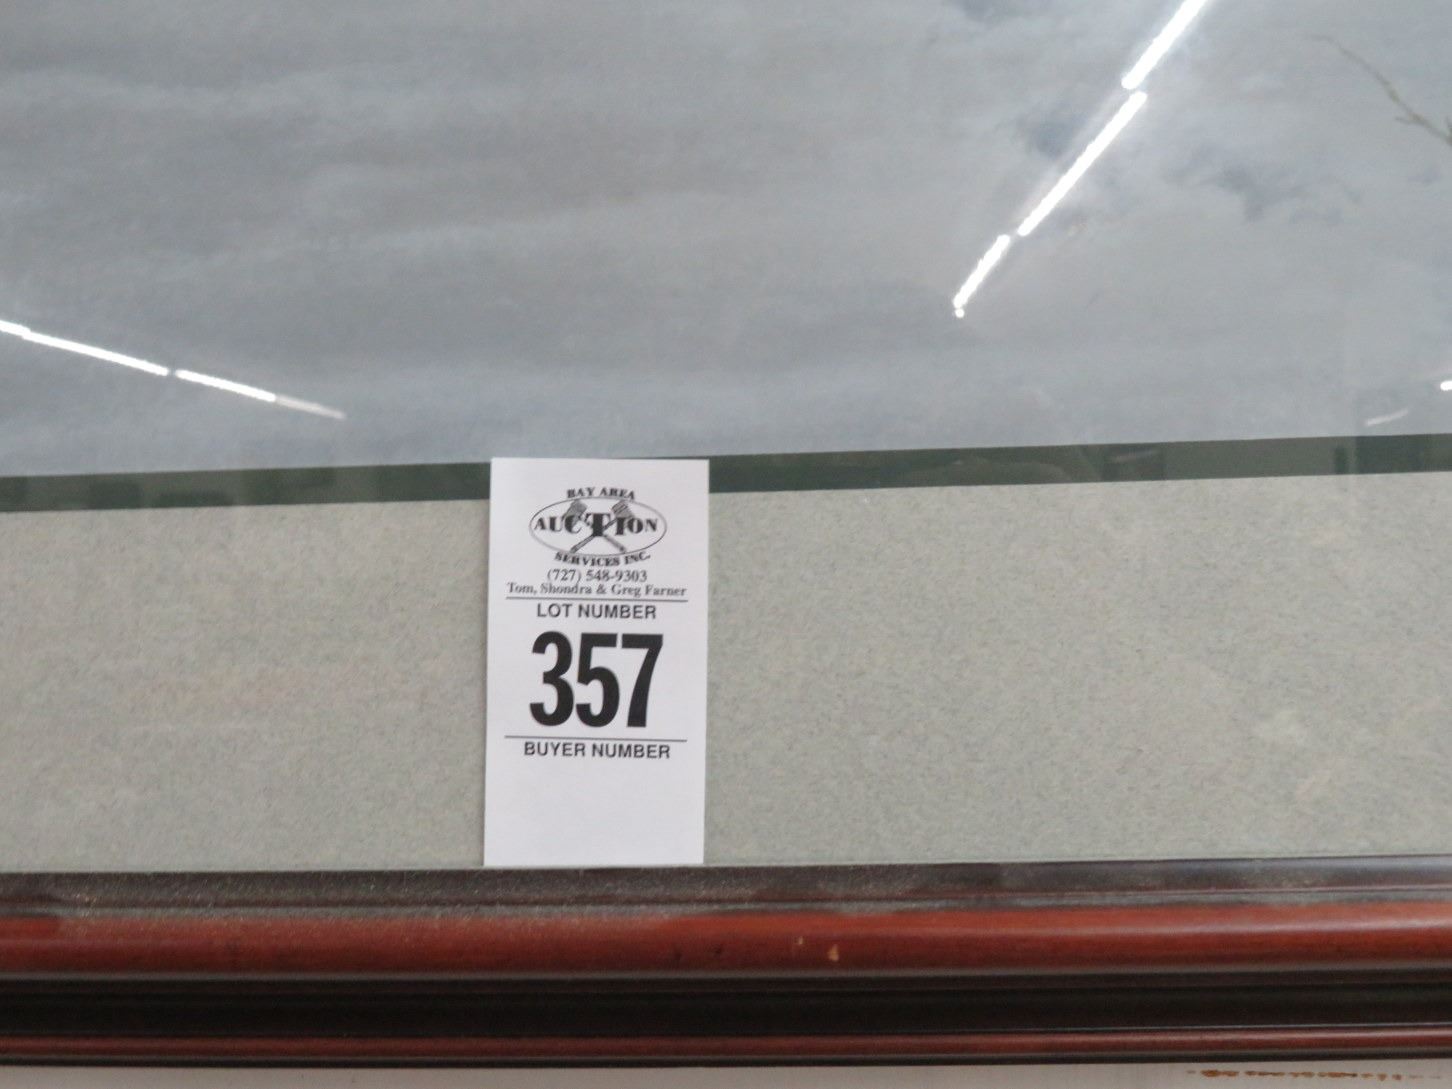 BAY AREA
AUCTION
SERVICES INC.
(727) 548-9303
Tom, Shondra & Greg Farner
LOT NUMBER
357
BUYER NUMBER